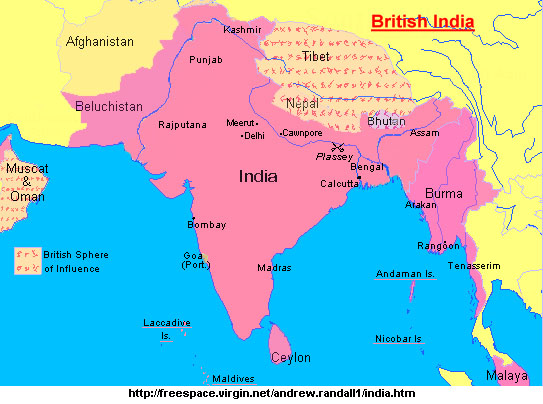 British India
Kashmir
Afghanistan
Tibet
Punjab
Beluchistan
Nepal
Bhutan
Rajputana
Meerut
Delhi
Cawnpore
Assam
Plassey
Muscat
&
Oman
India
Bengal
Calcutta
Burma
Arakan
Bombay
British Sphere
of Influence
Goa
(Port.)
Rangoon
Madras
Tenasserim
Andaman Is.
Laccadive
Is.
Nicobar Is
Ceylon
Maldives
Malaya
http://freespace.virgin.net/andrew.randall1/india.htm